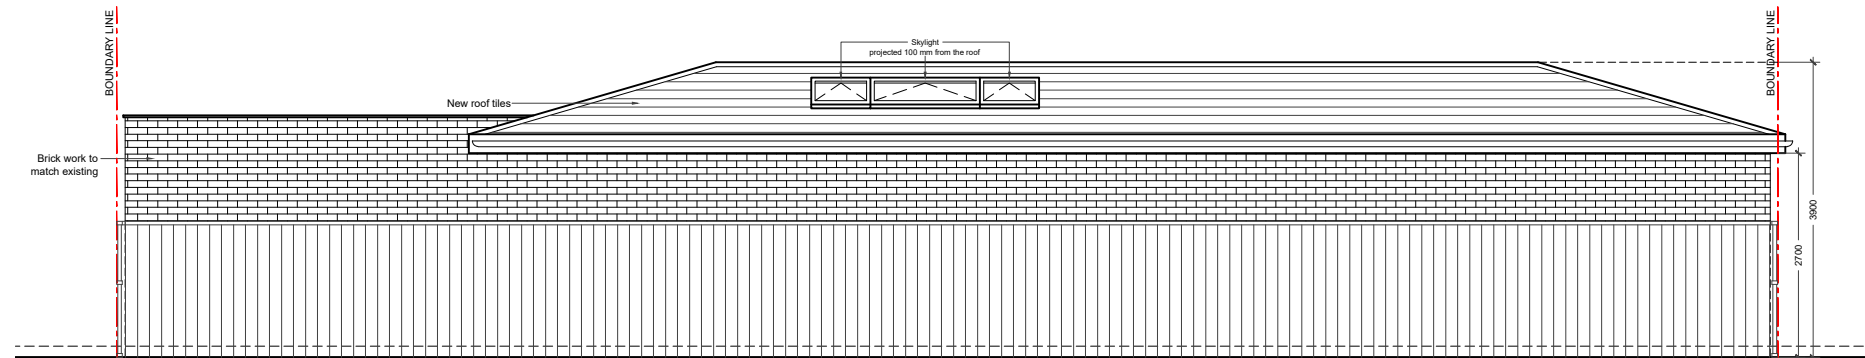 BOUNDARY LINE
Skylight
projected 100 mm from the roof
BOUNDARY LINE
New roof tiles
Brick work to
match existing
3900
2700